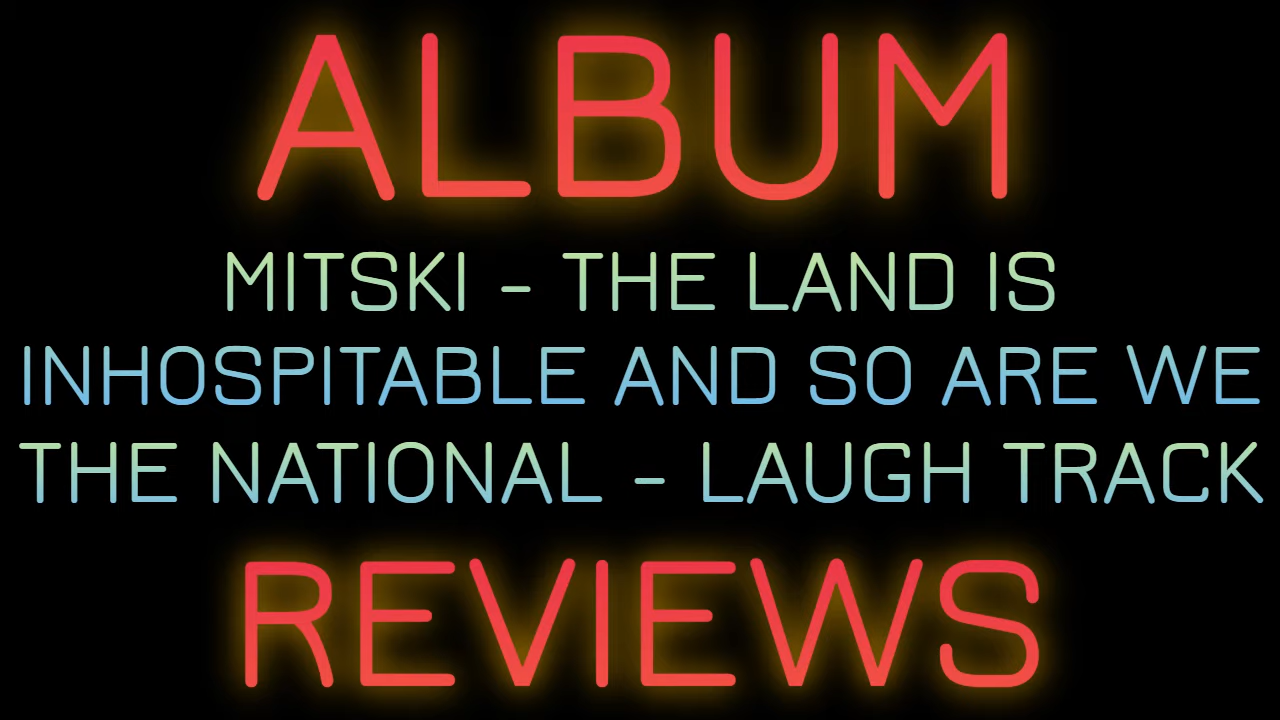 ALBUM
MITSKI - THE LAND IS
INHOSPITABLE AND SO ARE WE
THE NATIONAL - LAUGH TRACK
REVIEWS